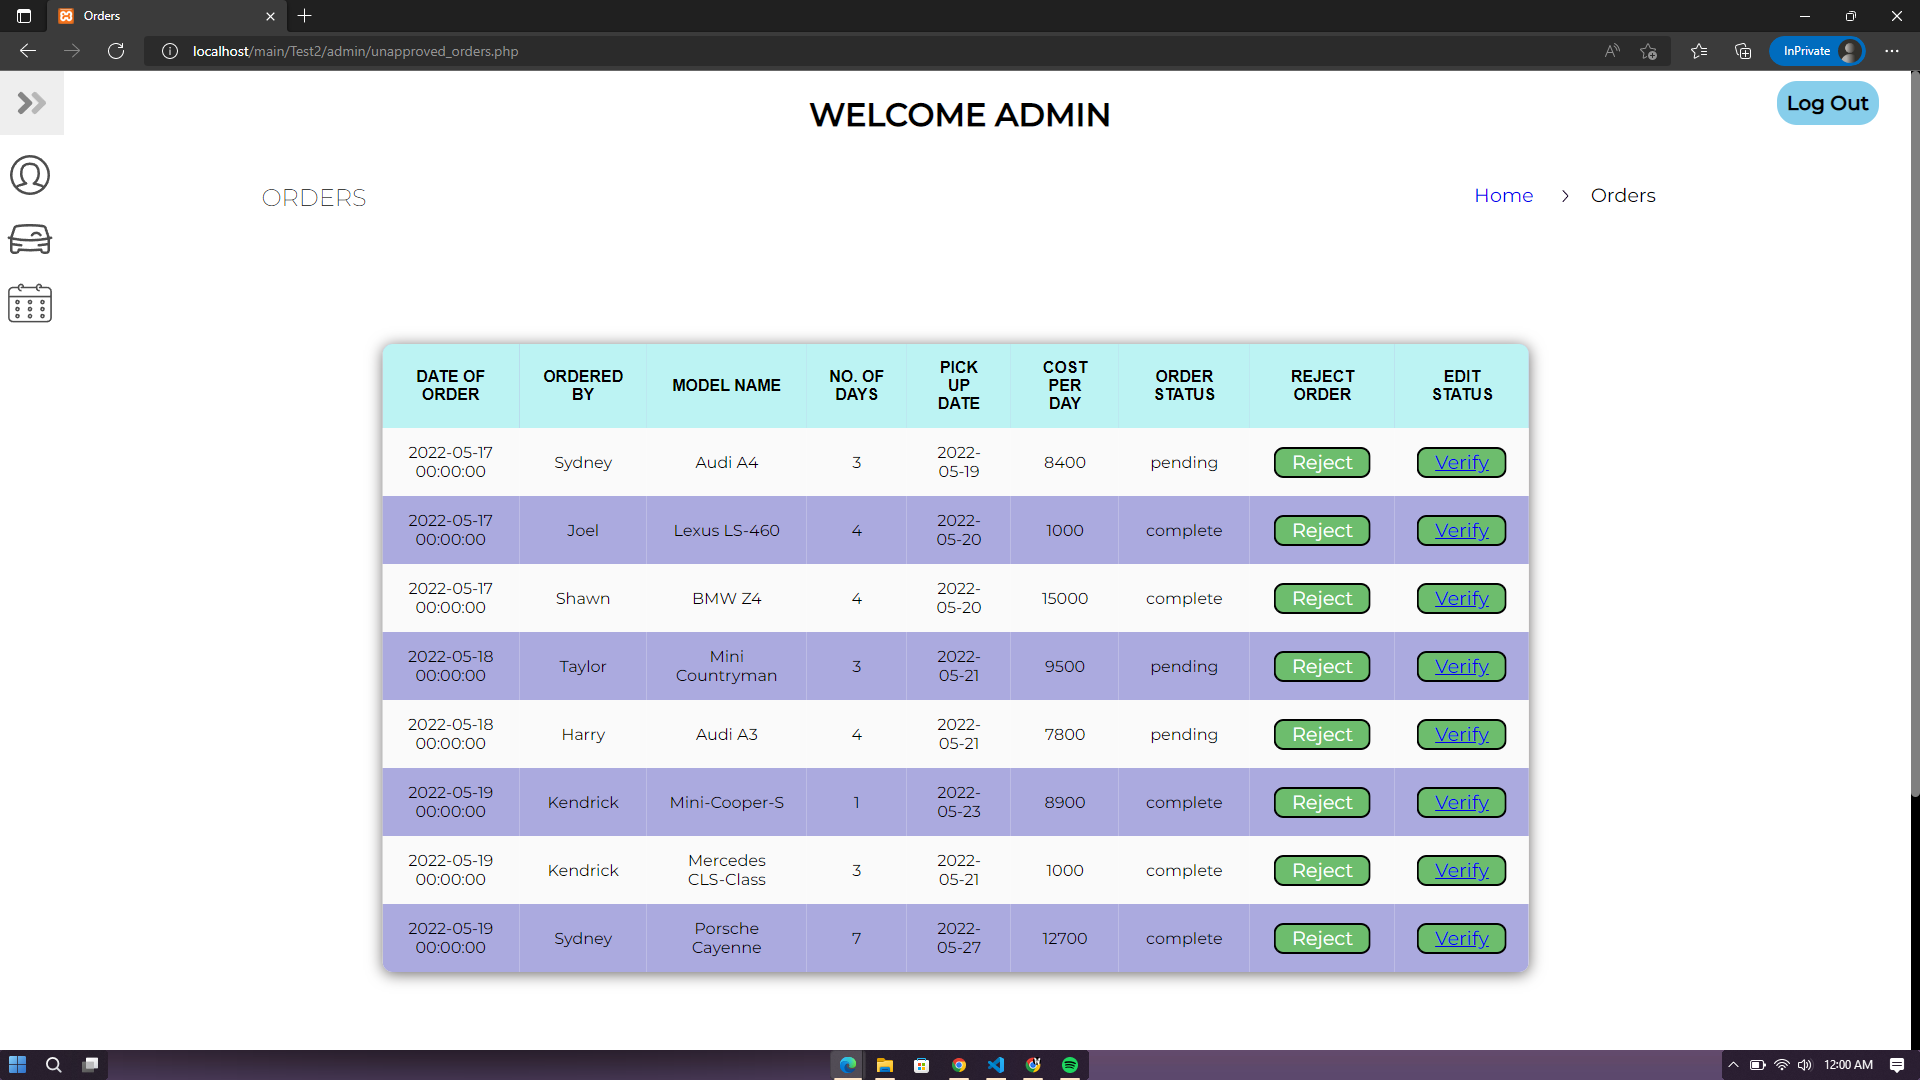 Orders
localhost/main/Test2/admin/unapproved_orders.php
InPrivate
WELCOME ADMIN
Log Out
ORDERS
Home > Orders
DATE OF ORDER ORDERED BY MODEL NAME NO. OF DAYS PICK UP DATE COST PER DAY ORDER STATUS REJECT ORDER EDIT STATUS
2022-05-17 00:00:00 Sydney Audi A4 3 2022-05-19 8400 pending Reject Verify
2022-05-17 00:00:00 Joel Lexus LS-460 4 2022-05-20 1000 complete Reject Verify
2022-05-17 00:00:00 Shawn BMW Z4 4 2022-05-20 15000 complete Reject Verify
2022-05-18 00:00:00 Taylor Mini Countryman 3 2022-05-21 9500 pending Reject Verify
2022-05-18 00:00:00 Harry Audi A3 4 2022-05-21 7800 pending Reject Verify
2022-05-19 00:00:00 Kendrick Mini-Cooper-S 1 2022-05-23 8900 complete Reject Verify
2022-05-19 00:00:00 Kendrick Mercedes CLS-Class 3 2022-05-21 1000 complete Reject Verify
2022-05-19 00:00:00 Sydney Porsche Cayenne 7 2022-05-27 12700 complete Reject Verify
12:00 AM